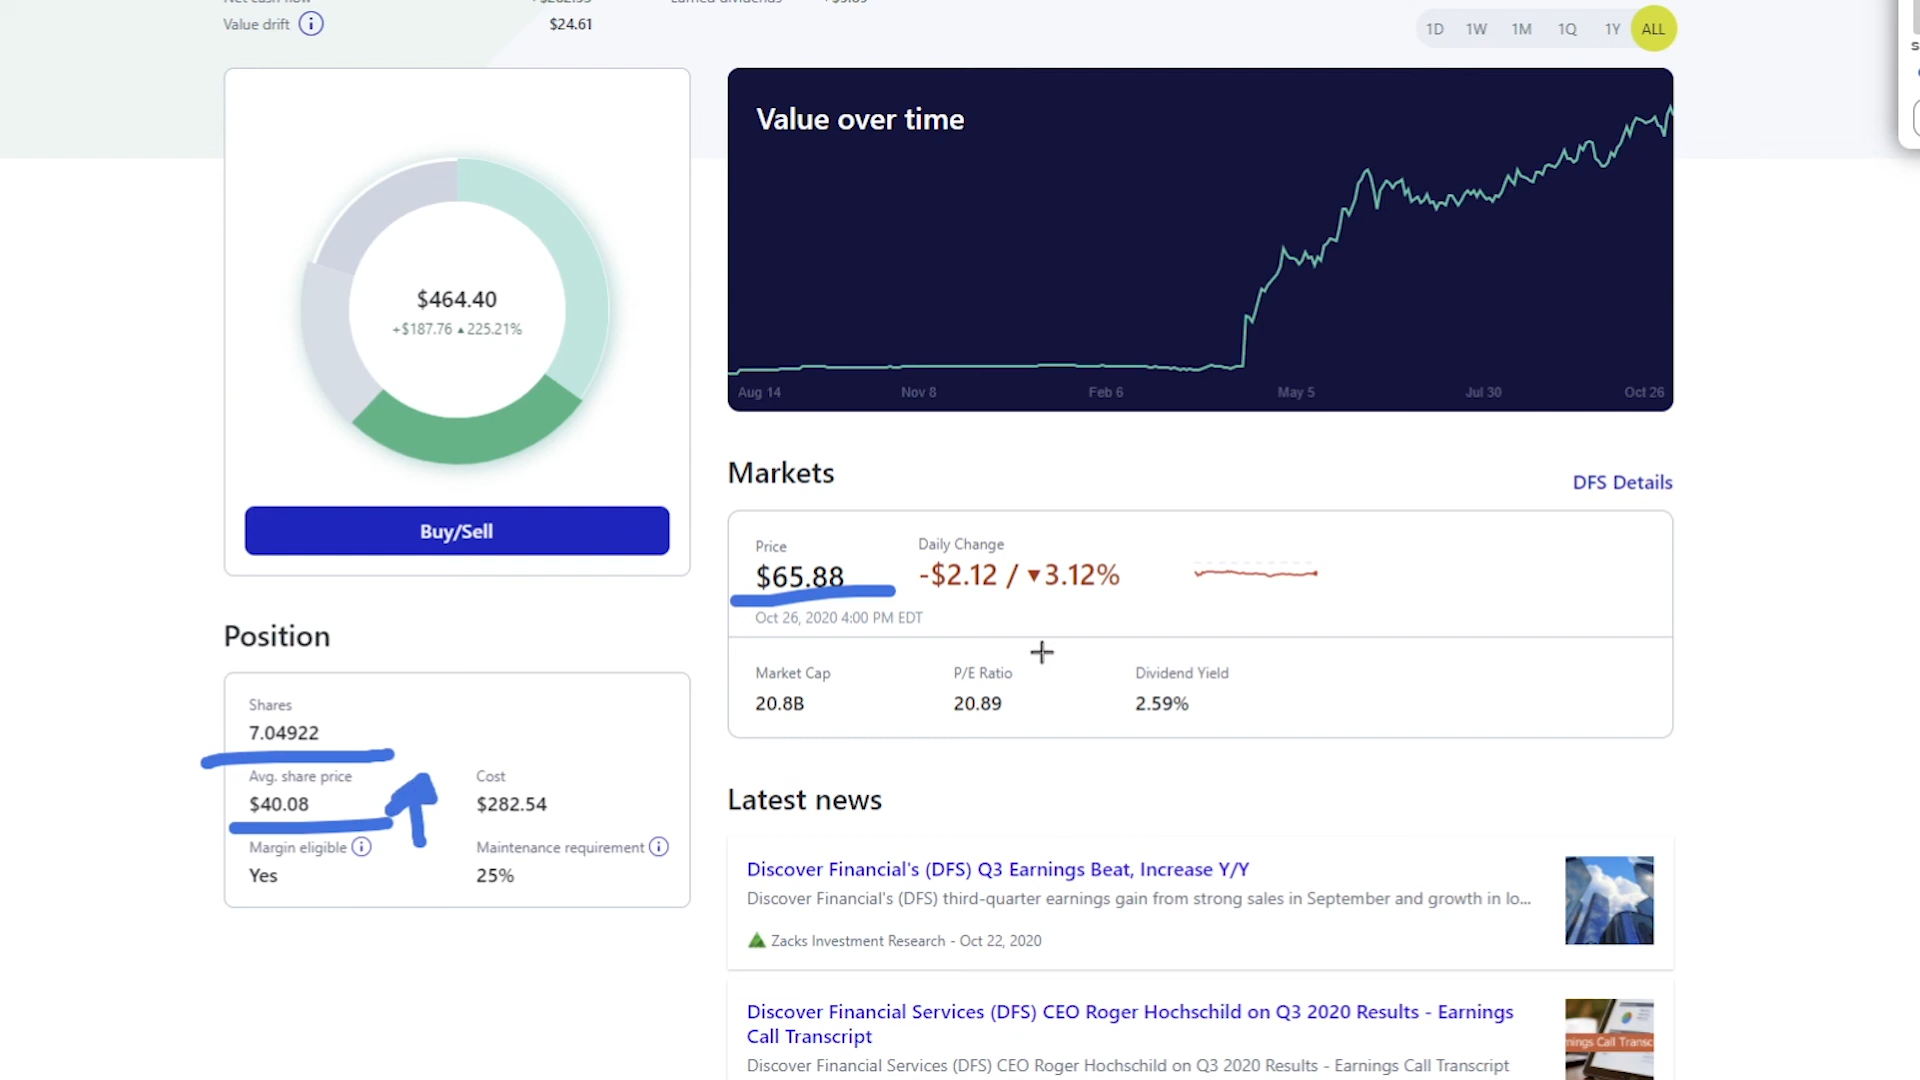 Value drift
$24.61
1D 1W 1M 1Q 1Y ALL
$464.40
+$187.76 ▲ 225.21%
Buy/Sell
Value over time
Aug 14 Nov 8 Feb 6 May 5 Jul 30 Oct 26
Markets
DFS Details
Price
$65.88
Oct 26, 2020 4:00 PM EDT
Daily Change
-$2.12 / ▼3.12%
Market Cap
20.8B
P/E Ratio
20.89
Dividend Yield
2.59%
Position
Shares
7.04922
Avg. share price
$40.08
Cost
$282.54
Margin eligible
Yes
Maintenance requirement
25%
Latest news
Discover Financial's (DFS) Q3 Earnings Beat, Increase Y/Y
Discover Financial's (DFS) third-quarter earnings gain from strong sales in September and growth in lo...
Zacks Investment Research - Oct 22, 2020
Discover Financial Services (DFS) CEO Roger Hochschild on Q3 2020 Results - Earnings
Call Transcript
Discover Financial Services (DFS) CEO Roger Hochschild on Q3 2020 Results - Earnings Call Transcript